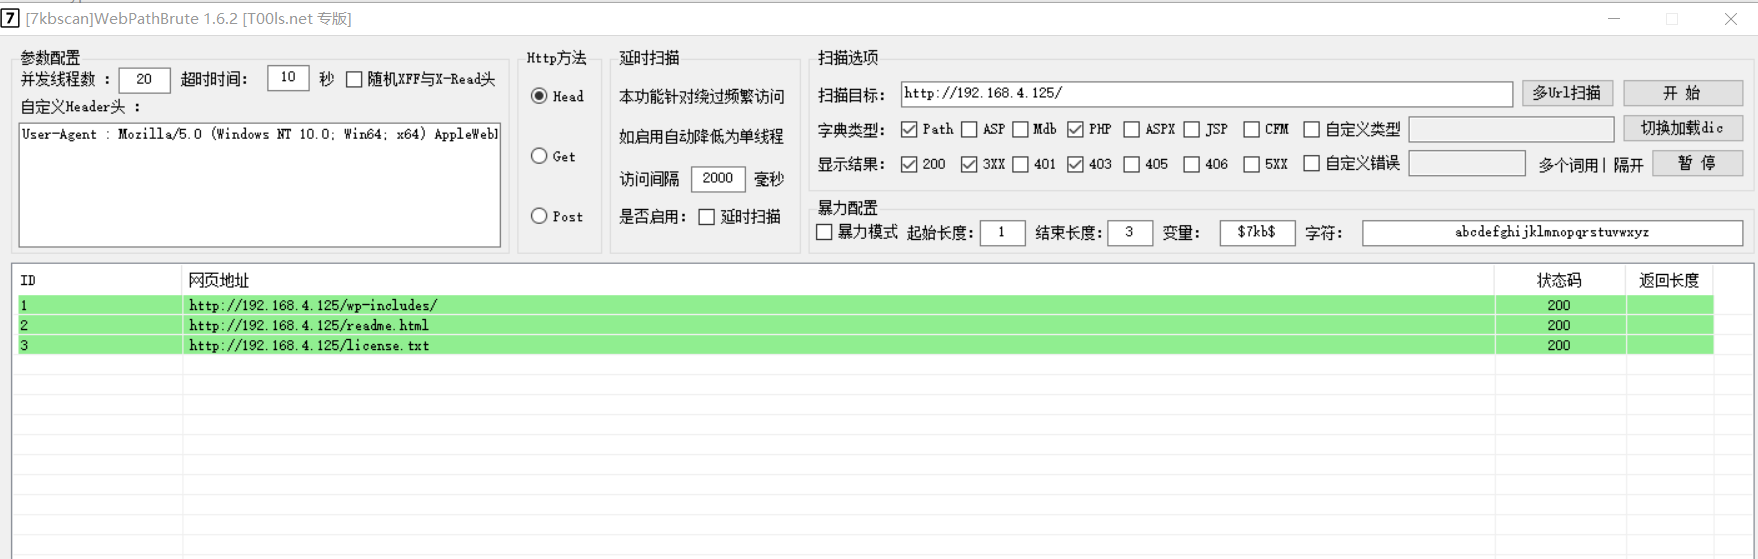 7 [7kbscan]WebPathBrute 1.6.2 [T00ls.net 专版]
参数配置
并发线程数 : 20 超时时间: 10 秒 随机XFF与X-Read头
自定义Header头 :
User-Agent : Mozilla/5.0 (Windows NT 10.0; Win64; x64)
Http方法
Head
Get
Post
延时扫描
本功能针对绕过频繁访问
如启用自动降低为单线程
访问间隔 2000 毫秒
是否启用: 延时扫描
扫描选项
扫描目标: http://192.168.4.125/ 多Url扫描 开 始
字典类型: Path ASP Mdb PHP ASPX JSP CFM 自定义类型 切换加载dic
显示结果: 200 3XX 401 403 405 406 5XX 自定义错误 多个词用| 隔开 暂 停
暴力配置
暴力模式 起始长度: 1 结束长度: 3 变量: $7kb$ 字符: abcdefghijklmnopqrstuvwxyz
ID 网页地址 状态码 返回长度
1 http://192.168.4.125/wp-includes/ 200
2 http://192.168.4.125/readme.html 200
3 http://192.168.4.125/license.txt 200